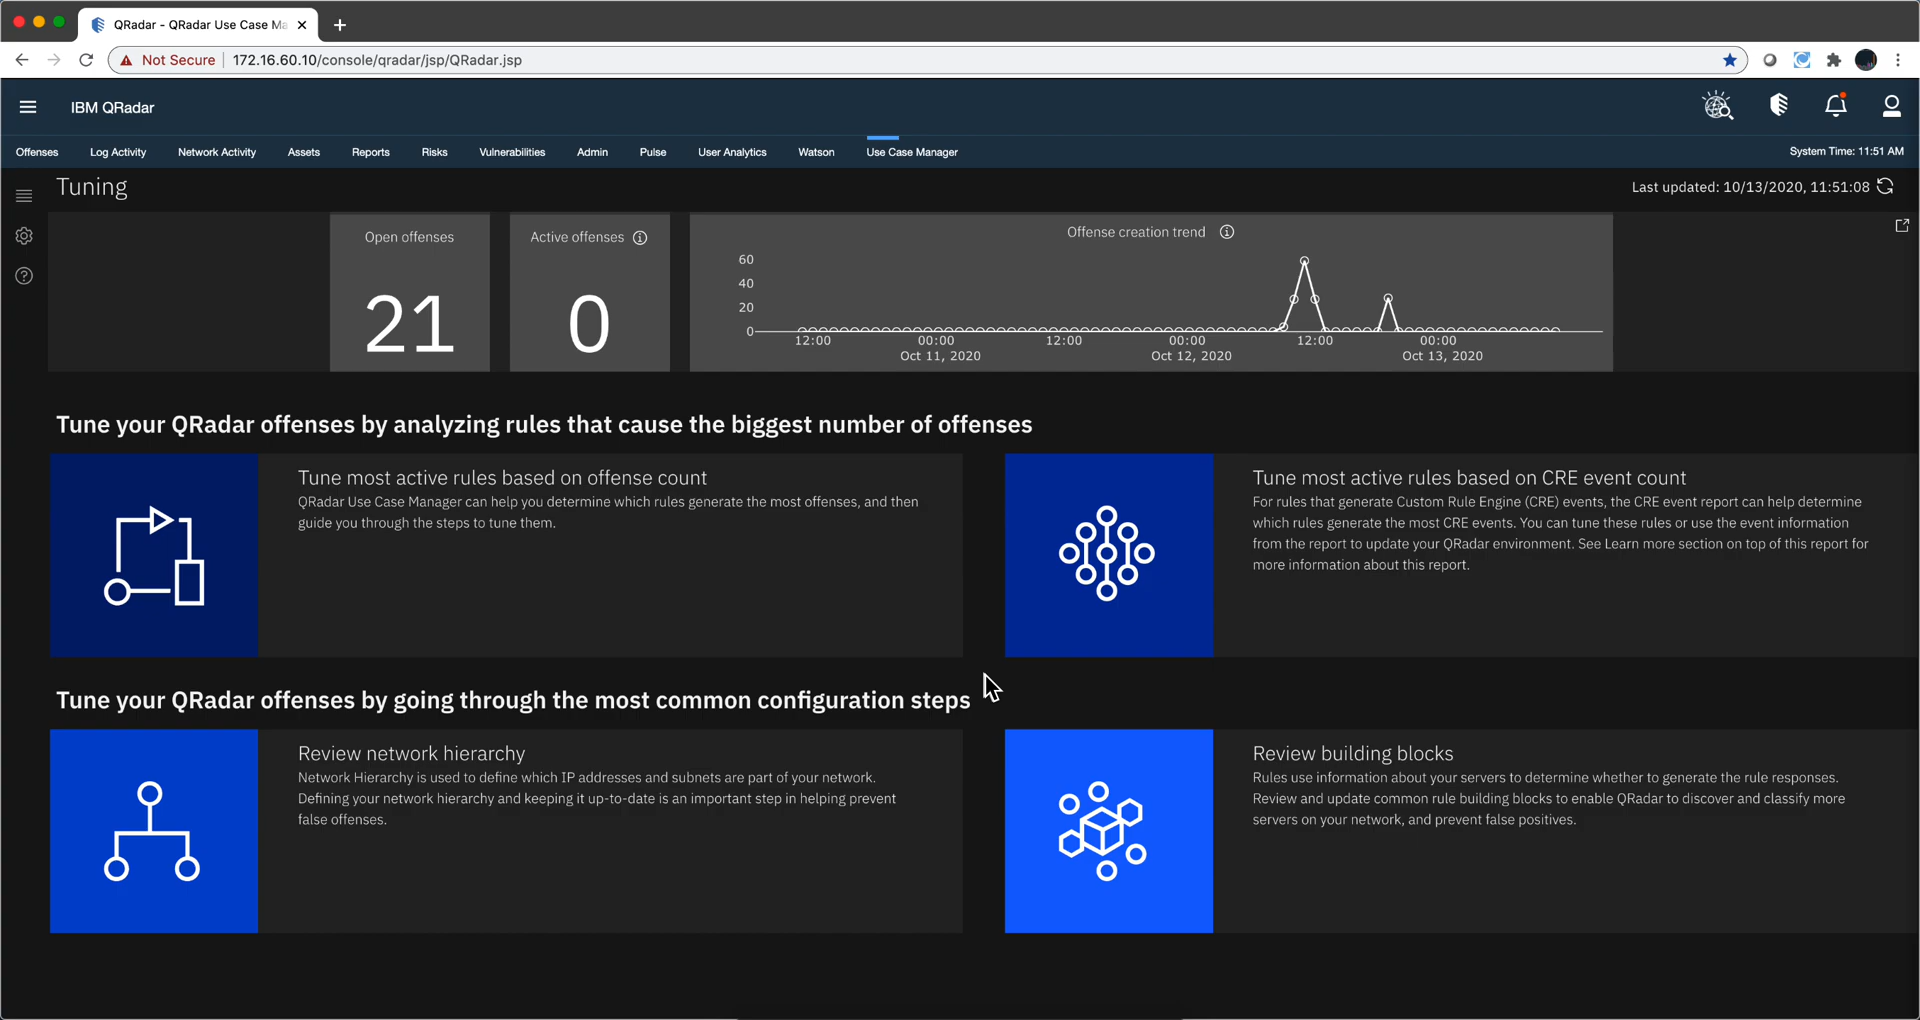 QRadar - QRadar Use Case Ma
Not Secure 172.16.60.10/console/qradar/jsp/QRadar.jsp
IBM QRadar
Offenses Log Activity Network Activity Assets Reports Risks Vulnerabilities Admin Pulse User Analytics Watson Use Case Manager System Time: 11:51 AM
Tuning
Last updated: 10/13/2020, 11:51:08
Open offenses
21
Active offenses
0
Offense creation trend
60
40
20
0
12:00 00:00 12:00 00:00 12:00 00:00
Oct 11, 2020 Oct 12, 2020 Oct 13, 2020
Tune your QRadar offenses by analyzing rules that cause the biggest number of offenses
Tune most active rules based on offense count
QRadar Use Case Manager can help you determine which rules generate the most offenses, and then
guide you through the steps to tune them.
Tune most active rules based on CRE event count
For rules that generate Custom Rule Engine (CRE) events, the CRE event report can help determine
which rules generate the most CRE events. You can tune these rules or use the event information
from the report to update your QRadar environment. See Learn more section on top of this report for
more information about this report.
Tune your QRadar offenses by going through the most common configuration steps
Review network hierarchy
Network Hierarchy is used to define which IP addresses and subnets are part of your network.
Defining your network hierarchy and keeping it up-to-date is an important step in helping prevent
false offenses.
Review building blocks
Rules use information about your servers to determine whether to generate the rule responses.
Review and update common rule building blocks to enable QRadar to discover and classify more
servers on your network, and prevent false positives.